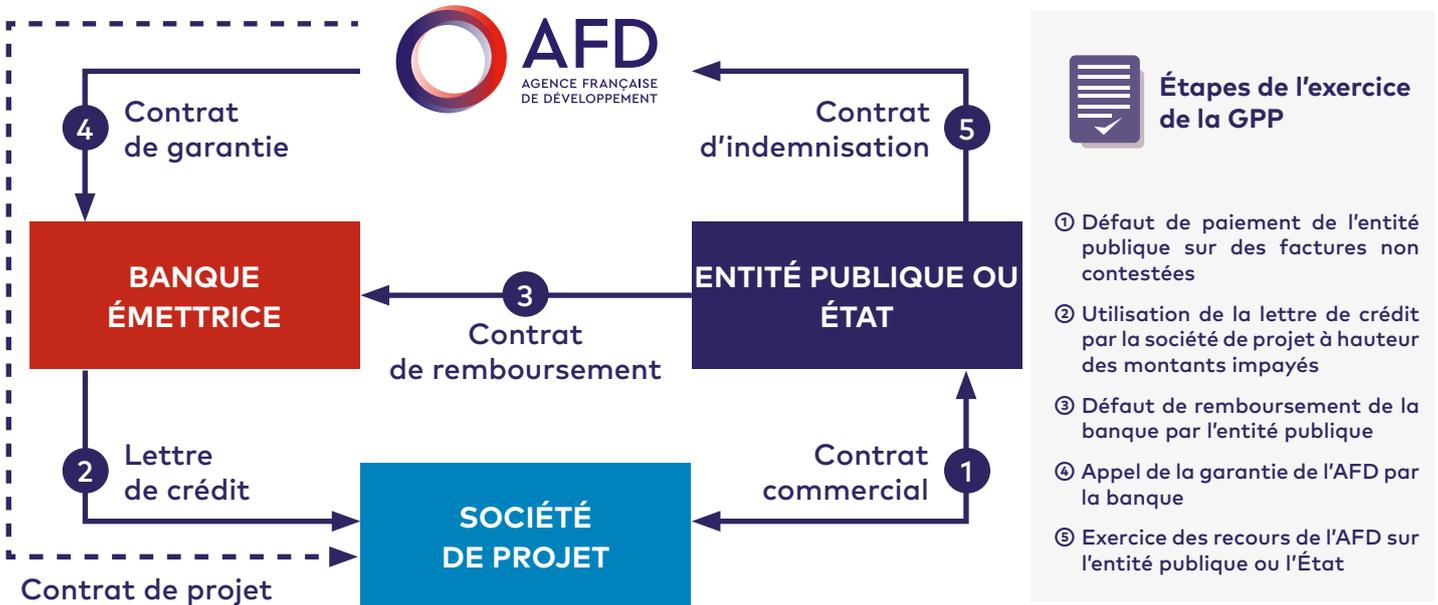 AFD
AGENCE FRANÇAISE
DE DÉVELOPPEMENT
4
Contrat
de garantie
Contrat
d'indemnisation
5
BANQUE
ÉMETTRICE
3
Contrat
de remboursement
ENTITÉ PUBLIQUE OU
ÉTAT
2
Lettre
de crédit
Contrat
commercial
1
SOCIÉTÉ
DE PROJET
Contrat de projet
Étapes de l'exercice
de la GPP
① Défaut de paiement de l'entité
publique sur des factures non
contestées
② Utilisation de la lettre de crédit
par la société de projet à hauteur
des montants impayés
③ Défaut de remboursement de la
banque par l'entité publique
④ Appel de la garantie de l'AFD par
la banque
⑤ Exercice des recours de l'AFD sur
l'entité publique ou l'État